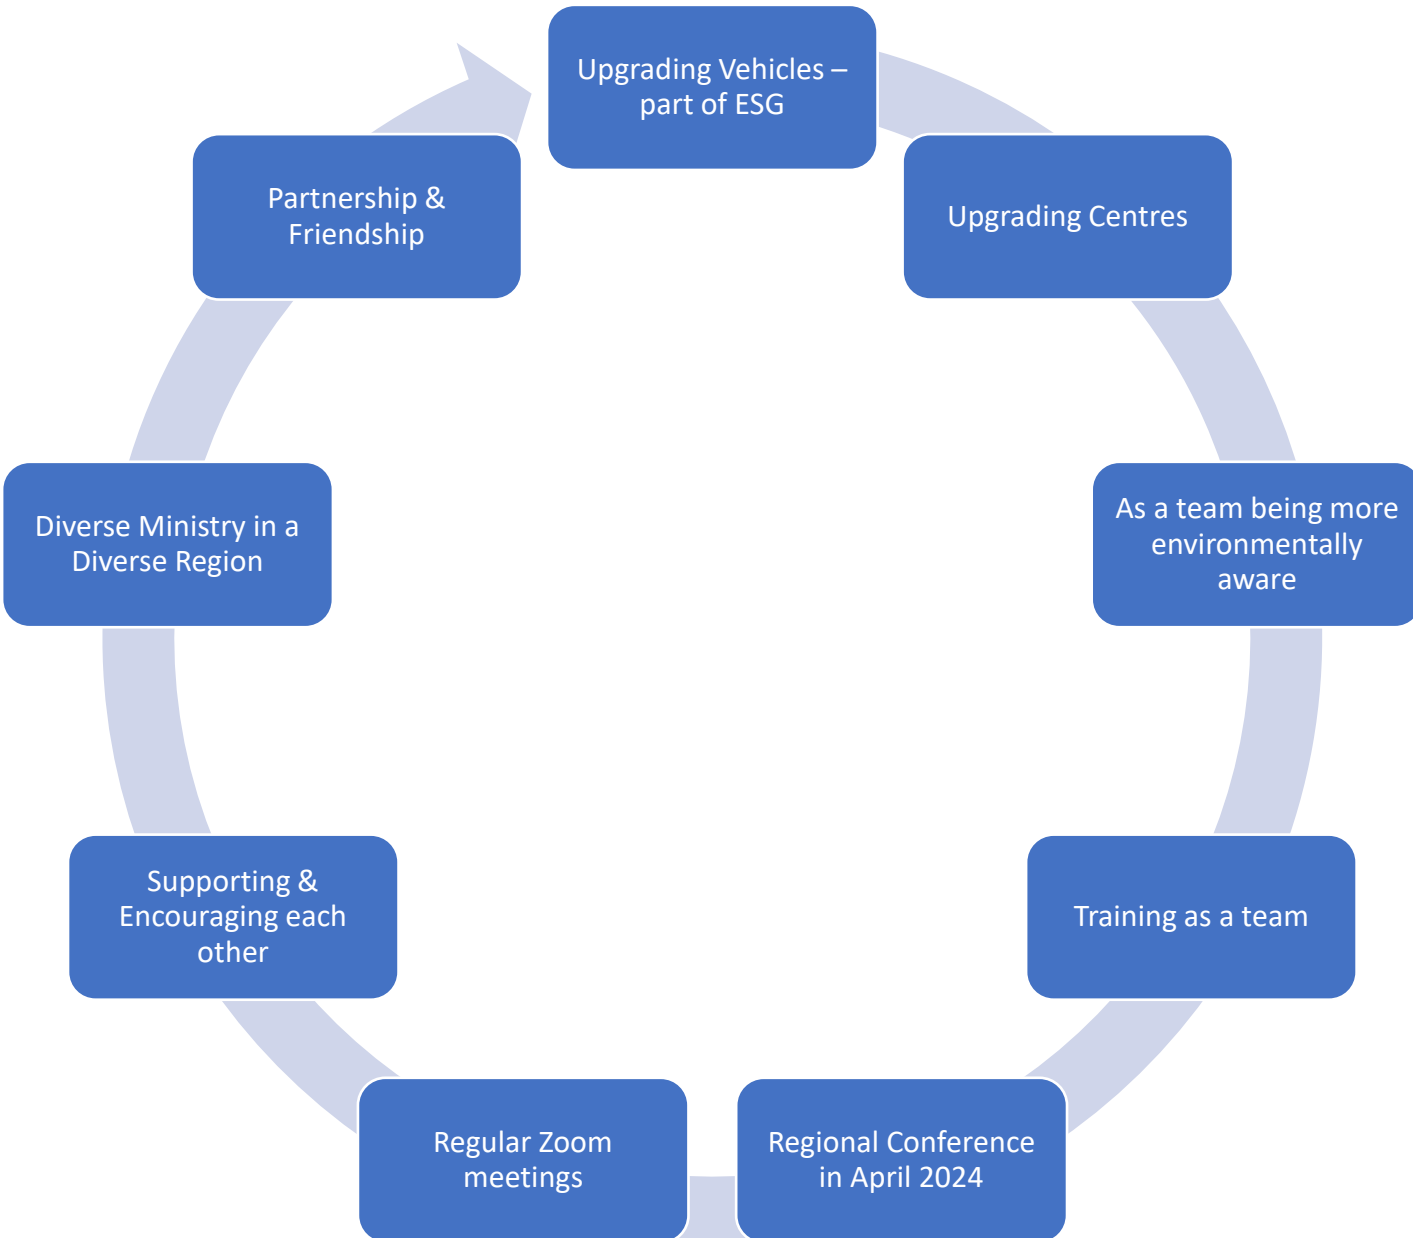 Upgrading Vehicles –
part of ESG
Upgrading Centres
As a team being more
environmentally
aware
Training as a team
Regional Conference
in April 2024
Regular Zoom
meetings
Supporting &
Encouraging each
other
Diverse Ministry in a
Diverse Region
Partnership &
Friendship